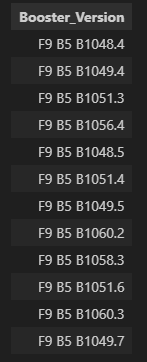 Booster_Version
F9 B5 B1048.4
F9 B5 B1049.4
F9 B5 B1051.3
F9 B5 B1056.4
F9 B5 B1048.5
F9 B5 B1051.4
F9 B5 B1049.5
F9 B5 B1060.2
F9 B5 B1058.3
F9 B5 B1051.6
F9 B5 B1060.3
F9 B5 B1049.7